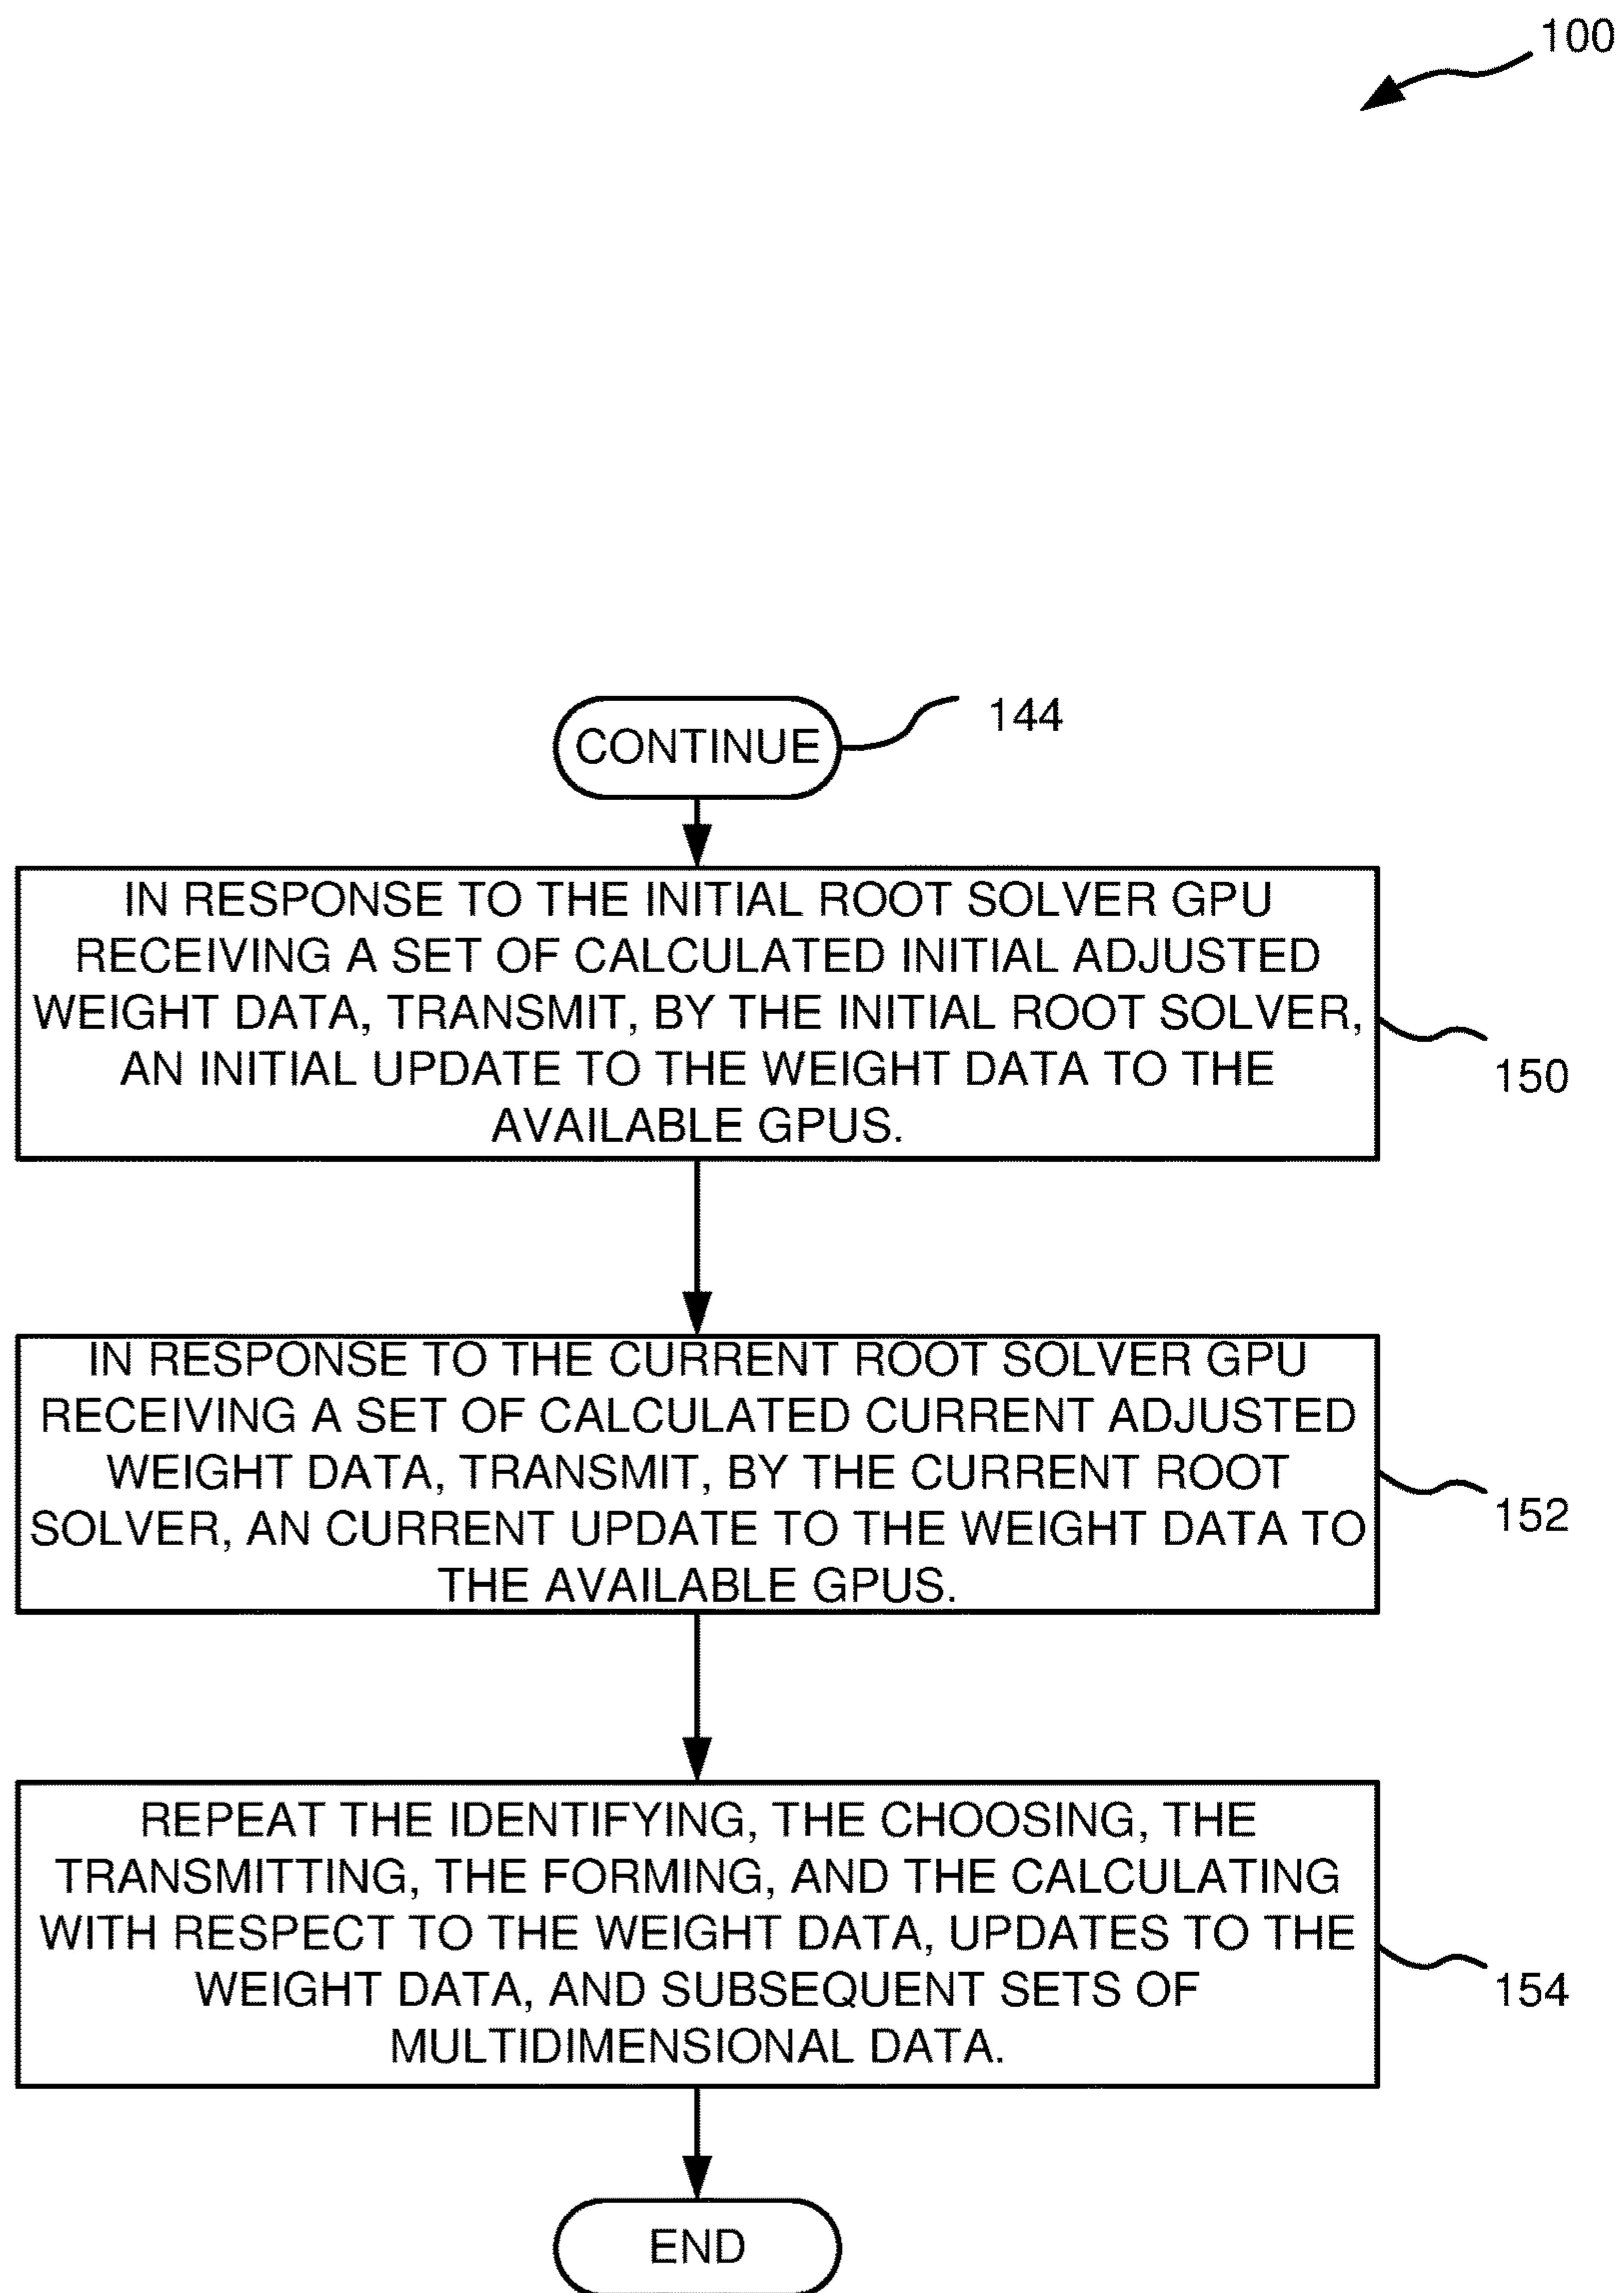 100
CONTINUE
144
IN RESPONSE TO THE INITIAL ROOT SOLVER GPU
RECEIVING A SET OF CALCULATED INITIAL ADJUSTED
WEIGHT DATA, TRANSMIT, BY THE INITIAL ROOT SOLVER,
AN INITIAL UPDATE TO THE WEIGHT DATA TO THE
AVAILABLE GPUS.
150
IN RESPONSE TO THE CURRENT ROOT SOLVER GPU
RECEIVING A SET OF CALCULATED CURRENT ADJUSTED
WEIGHT DATA, TRANSMIT, BY THE CURRENT ROOT
SOLVER, AN CURRENT UPDATE TO THE WEIGHT DATA TO
THE AVAILABLE GPUS.
152
REPEAT THE IDENTIFYING, THE CHOOSING, THE
TRANSMITTING, THE FORMING, AND THE CALCULATING
WITH RESPECT TO THE WEIGHT DATA, UPDATES TO THE
WEIGHT DATA, AND SUBSEQUENT SETS OF
MULTIDIMENSIONAL DATA.
154
END